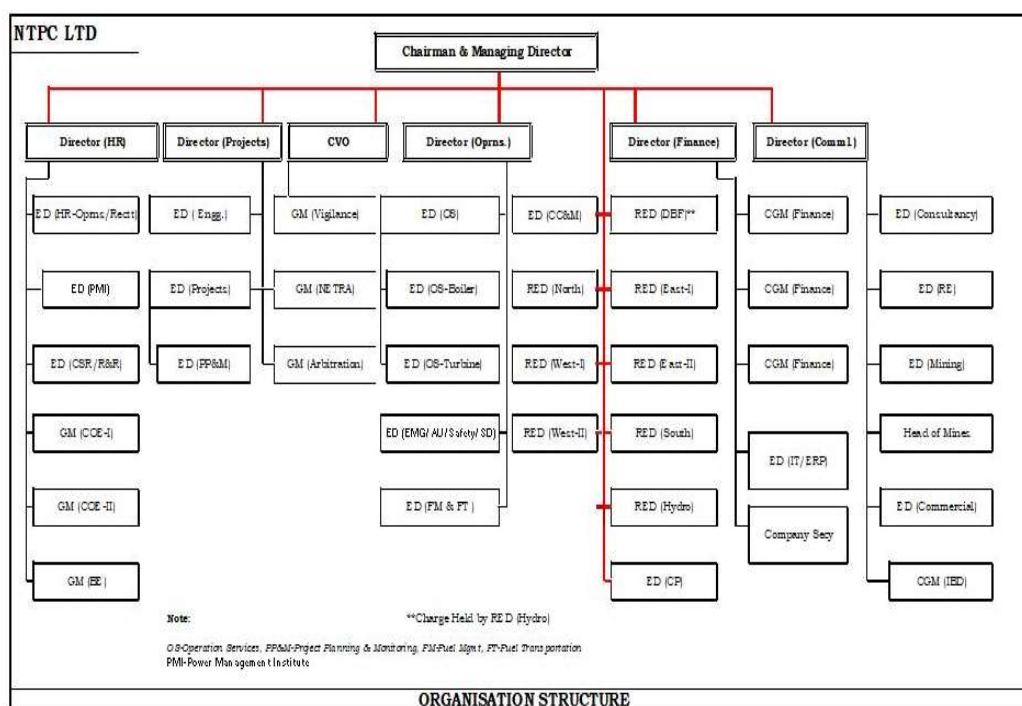 NTPC LTD
Chairman & Managing Director
Director (HR)
Director (Projects)
CVO
Director (Oprns.)
Director (Finance)
Director (Comml.)
ED (HR-Oprns./Rectt)
ED ( Engg.)
GM (Vigilance)
ED (OS)
ED (CC&M)
RED (DBF)**
CGM (Finance)
ED (Consultancy)
ED (PMI)
ED (Projects)
GM (NETRA)
ED (OS-Boiler)
RED (North)
RED (East-I)
CGM (Finance)
ED (RE)
ED (CSR/R&R)
ED (PP&M)
GM (Arbitration)
ED (OS-Turbine)
RED (West-I)
RED (East-II)
CGM (Finance)
ED (Mining)
GM (COE-I)
ED (EMG/ AU/Safety/ SD)
RED (West-II)
RED (South)
ED (IT/ERP)
Head of Mines
GM (COE-II)
ED (FM & FT )
RED (Hydro)
Company Secy
ED (Commercial)
GM (BE)
ED (CP)
CGM (IBD)
Note:
**Charge Held by RED (Hydro)
OS-Operation Services, PP&M-Project Planning & Monitoring, FM-Fuel Mgmt, FT-Fuel Transportation
PMI-Power Management Institute
ORGANISATION STRUCTURE